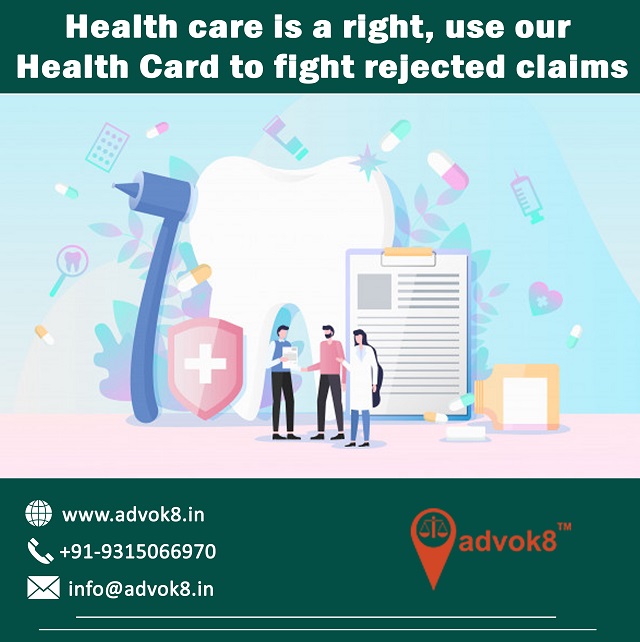 Health care is a right, use our
Health Card to fight rejected claims
www.advok8.in
+91-9315066970
info@advok8.in
advok8™